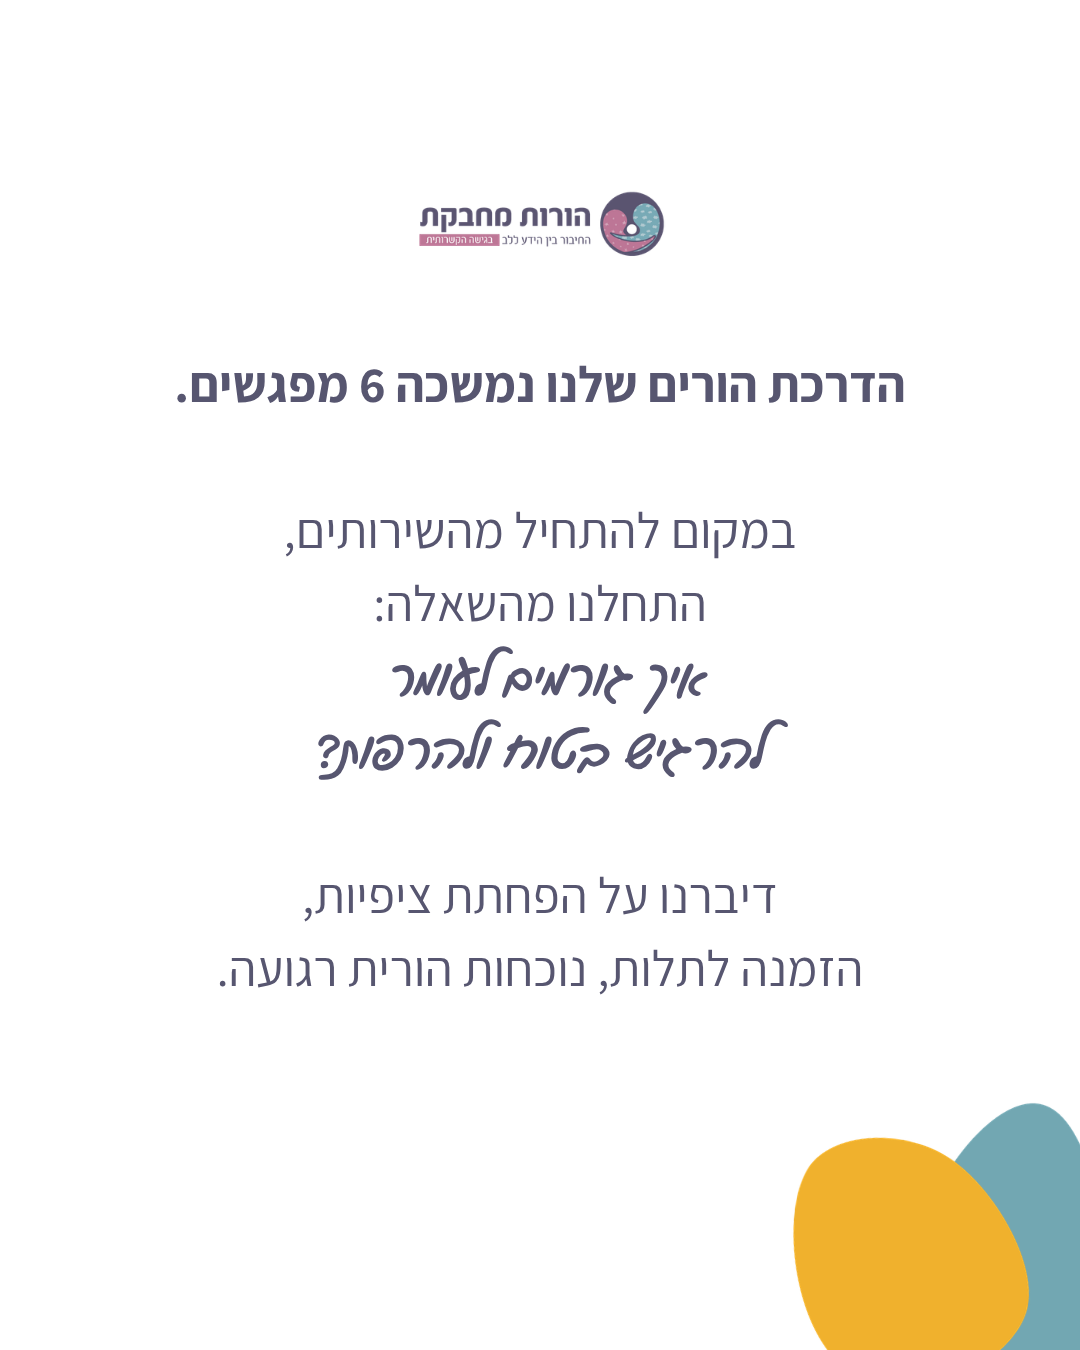 הורות מחבקת
החיבור בין הידע ללב בגישה הקשרותית
הדרכת הורים שלנו נמשכה 6 מפגשים.
במקום להתחיל מהשירותים,
התחלנו מהשאלה:
איך גורמים לעומר
להרגיש בטוח ולהרפות?
דיברנו על הפחתת ציפיות,
הזמנה לתלות, נוכחות הורית רגועה.